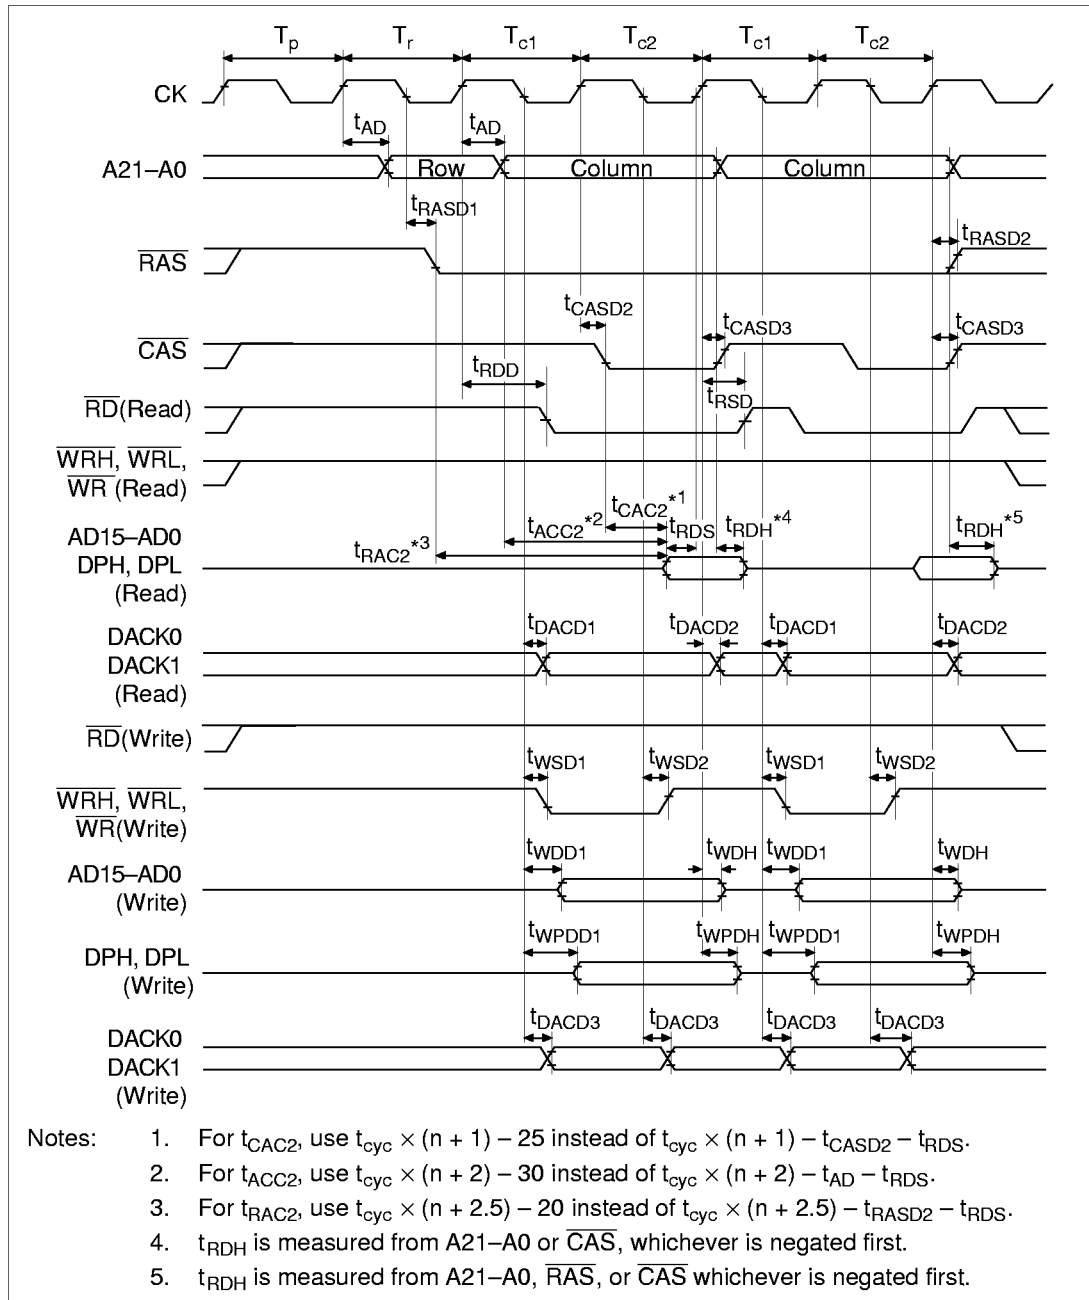 Tp Tr Tc1 Tc2 Tc1 Tc2
CK
tAD tAD
A21–A0 Row Column Column
tRASD1 tRASD2
RAS
tCASD2 tCASD3 tCASD3
CAS
tRDD tRSD
RD(Read)
WRH, WRL,
WR (Read)
tCAC2*1
tACC2*2 tRDS tRDH*4 tRDH*5
tRAC2*3
AD15–AD0
DPH, DPL
(Read)
tDACD1 tDACD2 tDACD1 tDACD2
DACK0
DACK1
(Read)
RD(Write)
tWSD1 tWSD2 tWSD1 tWSD2
WRH, WRL,
WR(Write)
tWDD1 tWDH tWDD1 tWDH
AD15–AD0
(Write)
tWPDD1 tWPDH tWPDD1 tWPDH
DPH, DPL
(Write)
tDACD3 tDACD3 tDACD3 tDACD3
DACK0
DACK1
(Write)
Notes: 1. For tCAC2, use tcyc × (n + 1) – 25 instead of tcyc × (n + 1) – tCASD2 – tRDS.
2. For tACC2, use tcyc × (n + 2) – 30 instead of tcyc × (n + 2) – tAD – tRDS.
3. For tRAC2, use tcyc × (n + 2.5) – 20 instead of tcyc × (n + 2.5) – tRASD2 – tRDS.
4. tRDH is measured from A21–A0 or CAS, whichever is negated first.
5. tRDH is measured from A21–A0, RAS, or CAS whichever is negated first.